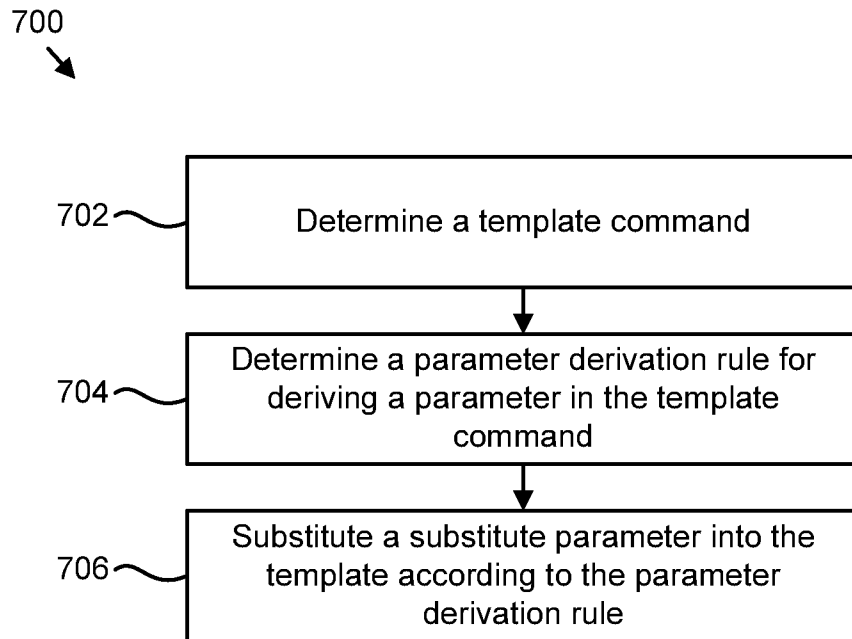 700
702
Determine a template command
704
Determine a parameter derivation rule for
deriving a parameter in the template
command
706
Substitute a substitute parameter into the
template according to the parameter
derivation rule